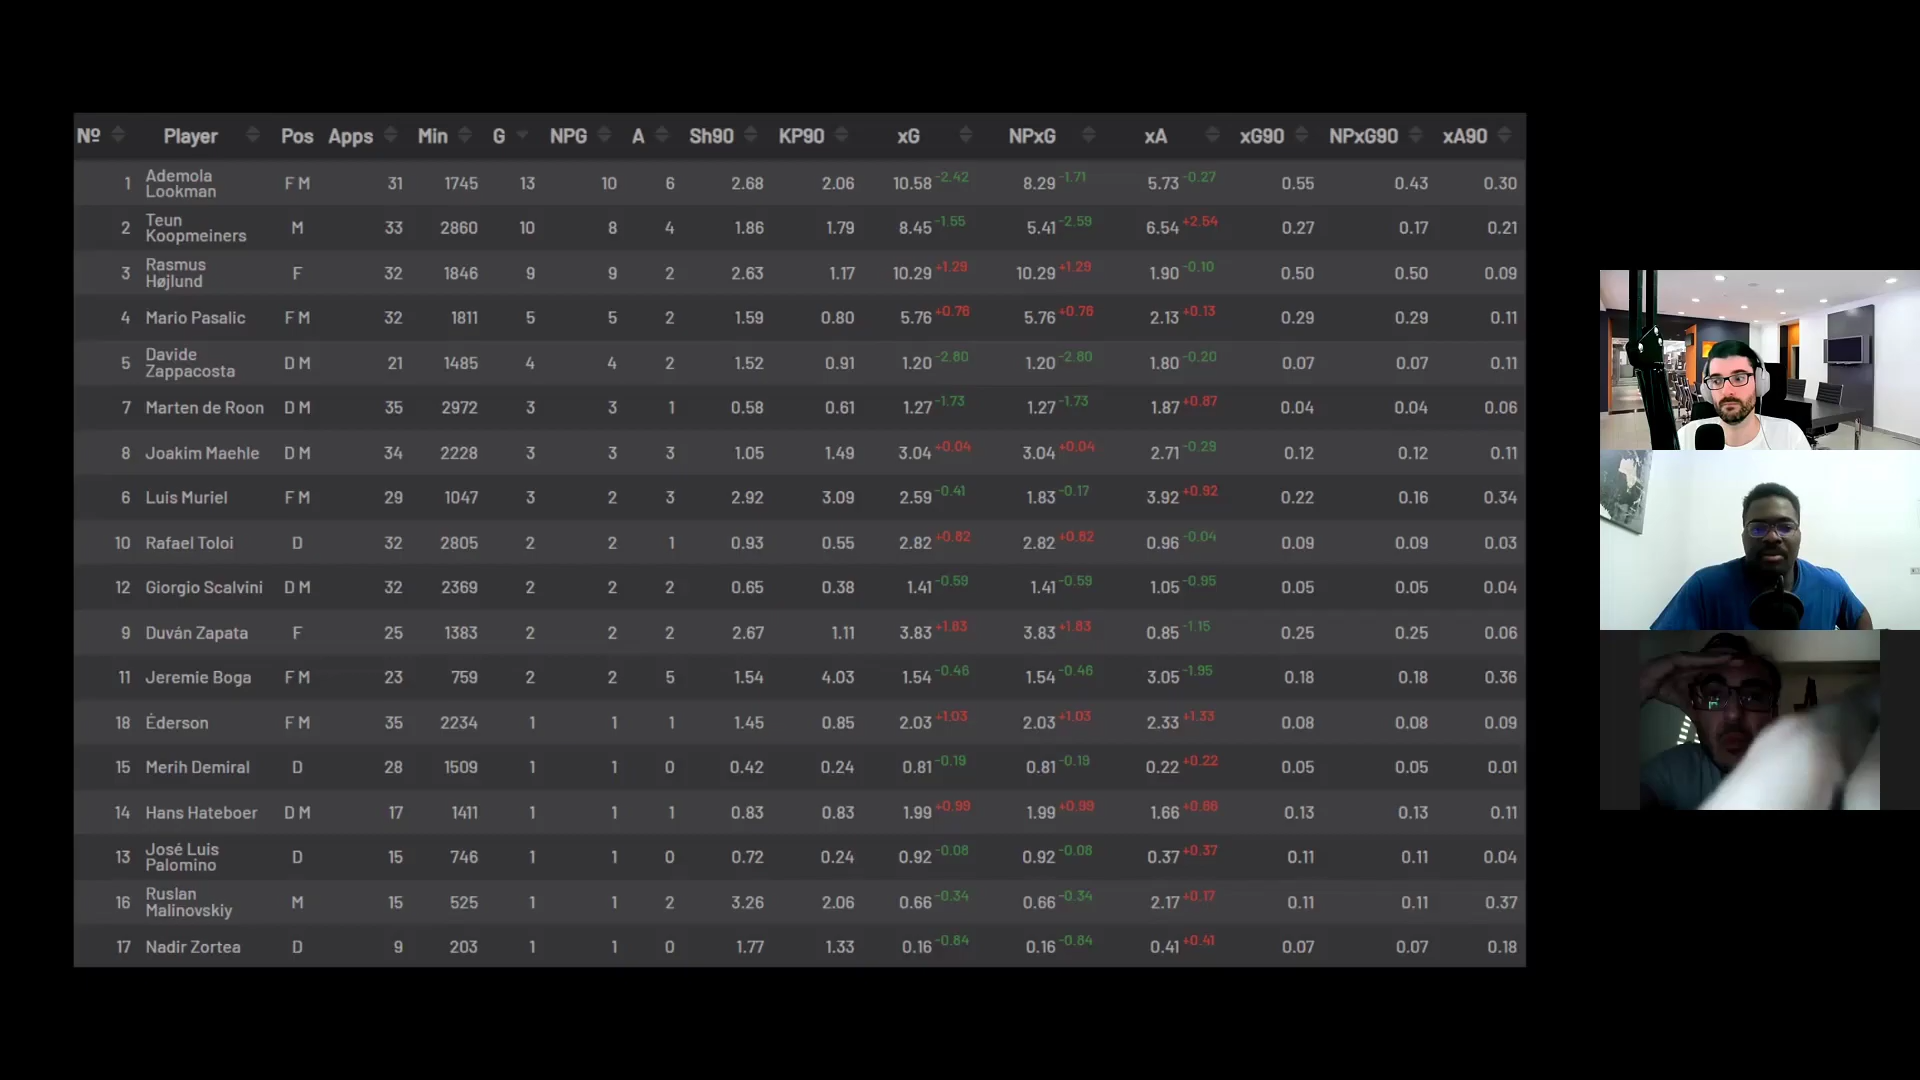 Nº Player Pos Apps Min G NPG A Sh90 KP90 xG NPxG xA xG90 NPxG90 xA90
1 Ademola Lookman F M 31 1745 13 10 6 2.68 2.06 10.58 -2.42 8.29 -1.71 5.73 -0.27 0.55 0.43 0.30
2 Teun Koopmeiners M 33 2860 10 8 4 1.86 1.79 8.45 -1.55 5.41 -2.59 6.54 +2.54 0.27 0.17 0.21
3 Rasmus Højlund F 32 1846 9 9 2 2.63 1.17 10.29 +1.29 10.29 +1.29 1.90 -0.10 0.50 0.50 0.09
4 Mario Pasalic F M 32 1811 5 5 2 1.59 0.80 5.76 +0.76 5.76 +0.76 2.13 +0.13 0.29 0.29 0.11
5 Davide Zappacosta D M 21 1485 4 4 2 1.52 0.91 1.20 -2.80 1.20 -2.80 1.80 -0.20 0.07 0.07 0.11
7 Marten de Roon D M 35 2972 3 3 1 0.58 0.61 1.27 -1.73 1.27 -1.73 1.87 +0.87 0.04 0.04 0.06
8 Joakim Maehle D M 34 2228 3 3 3 1.05 1.49 3.04 +0.04 3.04 +0.04 2.71 -0.29 0.12 0.12 0.11
6 Luis Muriel F M 29 1047 3 2 3 2.92 3.09 2.59 -0.41 1.83 -0.17 3.92 +0.92 0.22 0.16 0.34
10 Rafael Toloi D 32 2805 2 2 1 0.93 0.55 2.82 +0.82 2.82 +0.82 0.96 -0.04 0.09 0.09 0.03
12 Giorgio Scalvini D M 32 2369 2 2 2 0.65 0.38 1.41 -0.59 1.41 -0.59 1.05 -0.95 0.05 0.05 0.04
9 Duván Zapata F 25 1383 2 2 2 2.67 1.11 3.83 +1.83 3.83 +1.83 0.85 -1.15 0.25 0.25 0.06
11 Jeremie Boga F M 23 759 2 2 5 1.54 4.03 1.54 -0.46 1.54 -0.46 3.05 -1.95 0.18 0.18 0.36
18 Éderson F M 35 2234 1 1 1 1.45 0.85 2.03 +1.03 2.03 +1.03 2.33 +1.33 0.08 0.08 0.09
15 Merih Demiral D 28 1509 1 1 0 0.42 0.24 0.81 -0.19 0.81 -0.19 0.22 +0.22 0.05 0.05 0.01
14 Hans Hateboer D M 17 1411 1 1 1 0.83 0.83 1.99 +0.99 1.99 +0.99 1.66 +0.66 0.13 0.13 0.11
13 José Luis Palomino D 15 746 1 1 0 0.72 0.24 0.92 -0.08 0.92 -0.08 0.37 +0.37 0.11 0.11 0.04
16 Ruslan Malinovskiy M 15 525 1 1 2 3.26 2.06 0.66 -0.34 0.66 -0.34 2.17 +0.17 0.11 0.11 0.37
17 Nadir Zortea D 9 203 1 1 0 1.77 1.33 0.16 -0.84 0.16 -0.84 0.41 +0.41 0.07 0.07 0.18